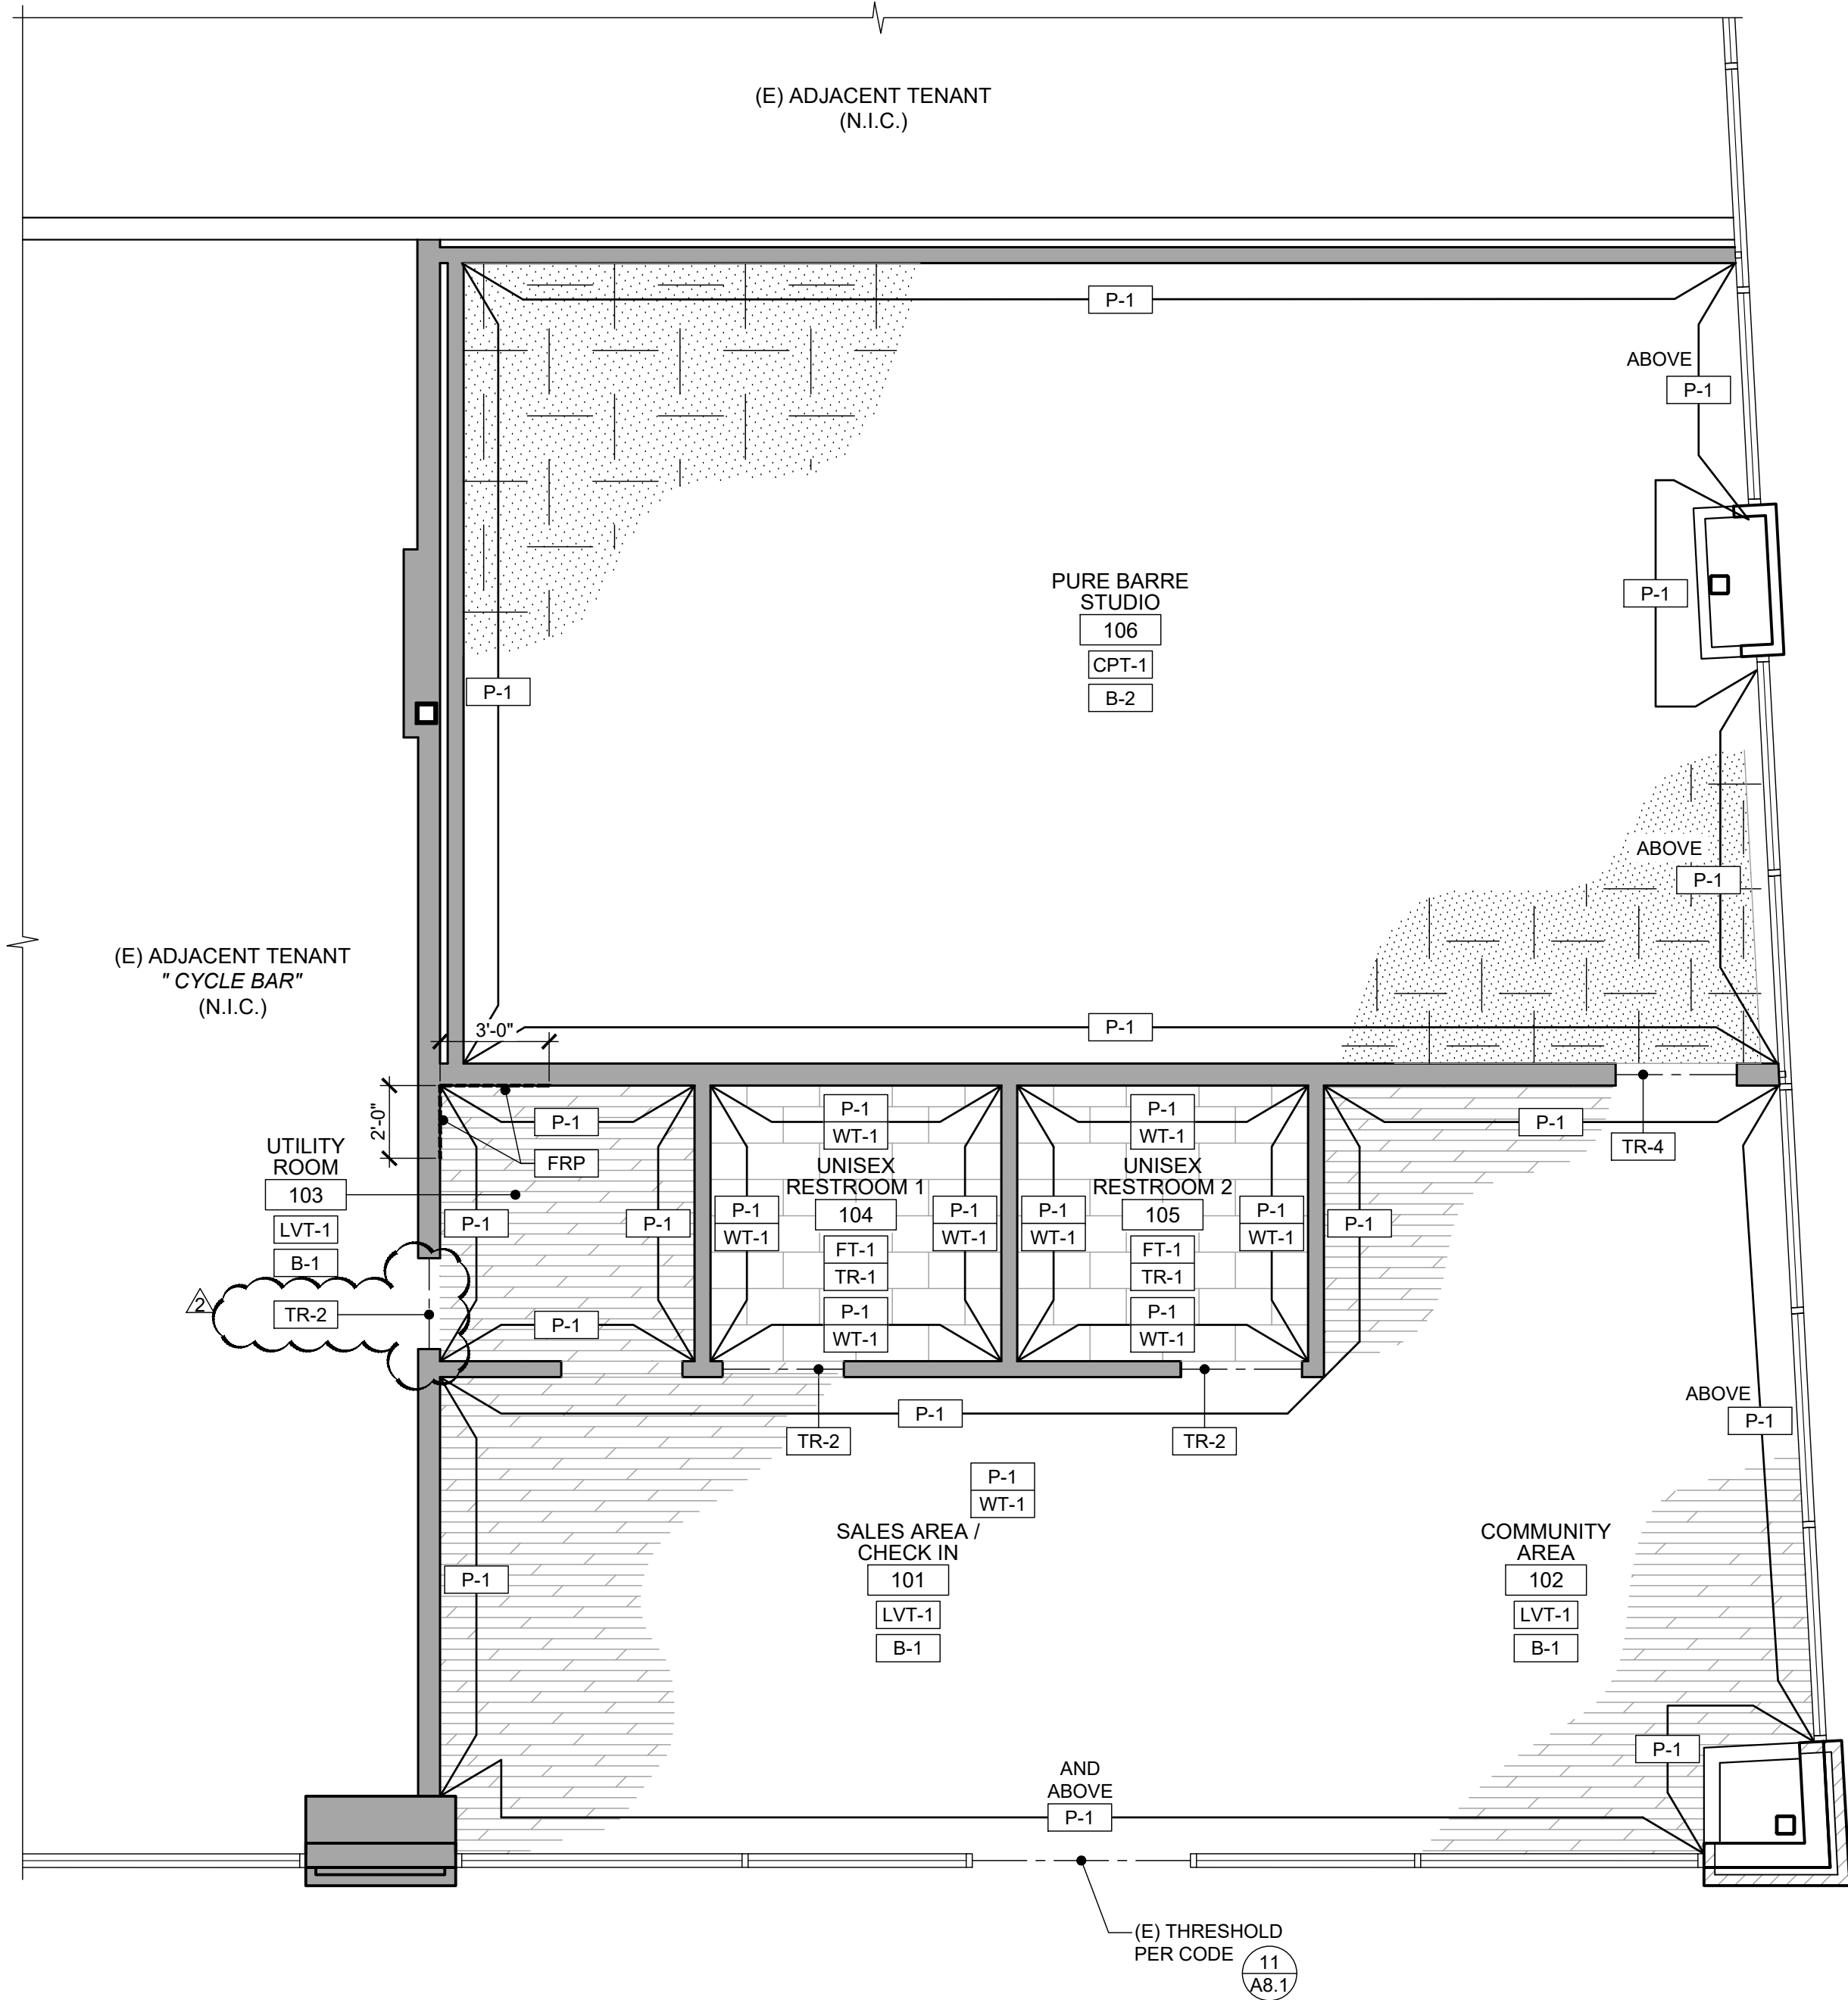 (E) ADJACENT TENANT
(N.I.C.)
P-1
ABOVE
P-1
PURE BARRE
STUDIO
106
CPT-1
B-2
P-1
P-1
ABOVE
P-1
(E) ADJACENT TENANT
" CYCLE BAR"
(N.I.C.)
3'-0"
P-1
2'-0"
UTILITY
ROOM
103
LVT-1
B-1
2
TR-2
P-1
FRP
P-1
P-1
P-1
P-1
WT-1
UNISEX
RESTROOM 1
104
P-1
WT-1
P-1
WT-1
FT-1
TR-1
P-1
WT-1
P-1
WT-1
UNISEX
RESTROOM 2
105
P-1
WT-1
P-1
WT-1
FT-1
TR-1
P-1
WT-1
P-1
P-1
TR-4
P-1
TR-2
TR-2
ABOVE
P-1
P-1
WT-1
SALES AREA /
CHECK IN
101
LVT-1
B-1
P-1
COMMUNITY
AREA
102
LVT-1
B-1
P-1
AND
ABOVE
P-1
(E) THRESHOLD
PER CODE
11
A8.1